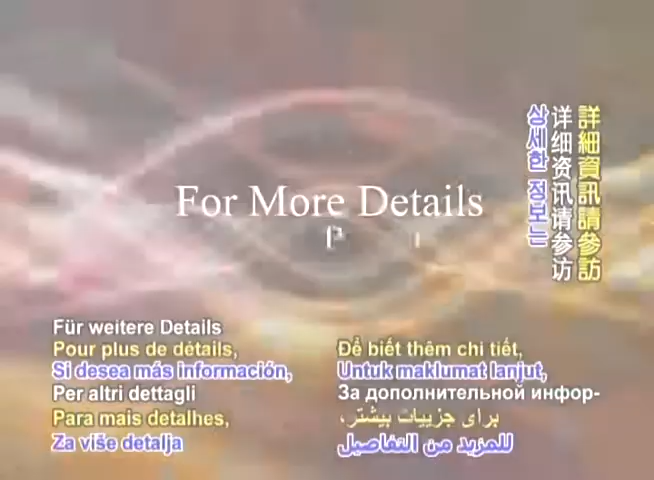 For More Details
詳細資訊請參訪
详细资讯请参访
상세한 정보는
Für weitere Details
Pour plus de détails,
Si desea más información,
Per altri dettagli
Para mais detalhes,
Za više detalja
Để biết thêm chi tiết,
Untuk maklumat lanjut,
За дополнительной инфор-
برای جزییات بیشتر،
للمزيد من التفاصيل